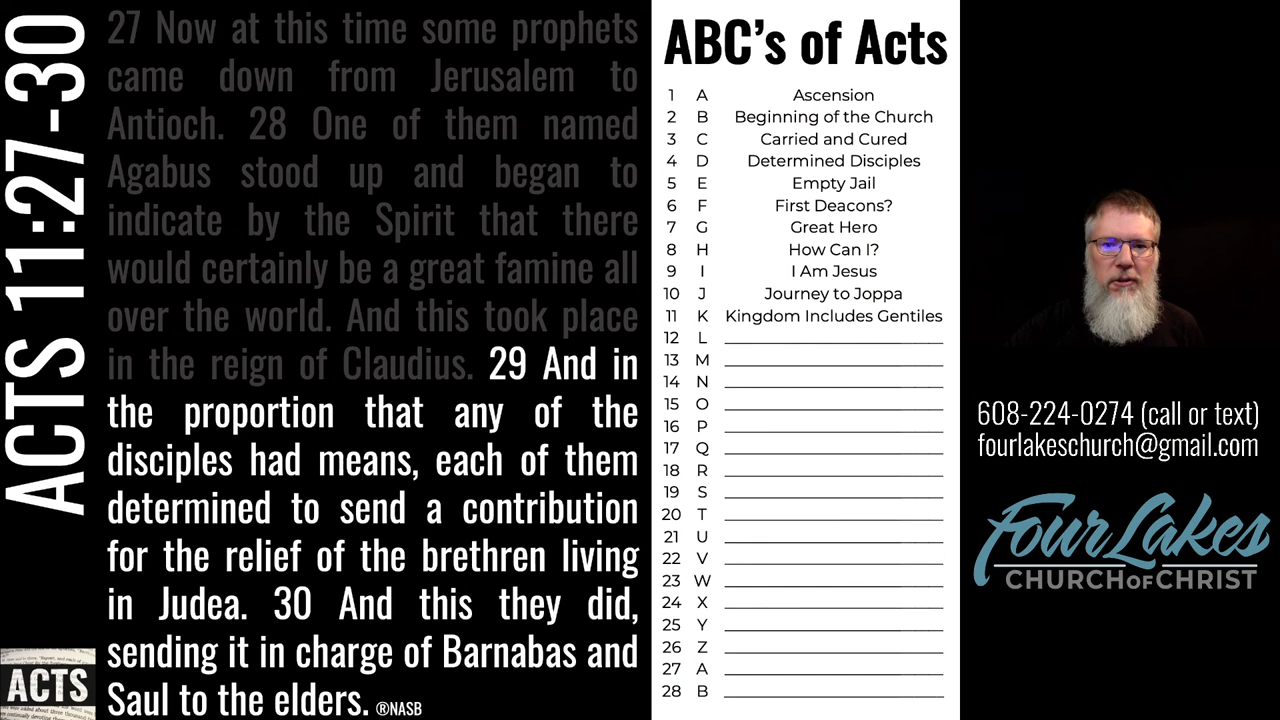 ACTS 11:27-30
27 Now at this time some prophets
came down from Jerusalem to
Antioch. 28 One of them named
Agabus stood up and began to
indicate by the Spirit that there
would certainly be a great famine all
over the world. And this took place
in the reign of Claudius. 29 And in
the proportion that any of the
disciples had means, each of them
determined to send a contribution
for the relief of the brethren living
in Judea. 30 And this they did,
sending it in charge of Barnabas and
Saul to the elders. ®NASB
ACTS
ABC's of Acts
1 A Ascension
2 B Beginning of the Church
3 C Carried and Cured
4 D Determined Disciples
5 E Empty Jail
6 F First Deacons?
7 G Great Hero
8 H How Can I?
9 I I Am Jesus
10 J Journey to Joppa
11 K Kingdom Includes Gentiles
12 L
13 M
14 N
15 O
16 P
17 Q
18 R
19 S
20 T
21 U
22 V
23 W
24 X
25 Y
26 Z
27 A
28 B
608-224-0274 (call or text)
fourlakeschurch@gmail.com
Four Lakes
CHURCH OF CHRIST